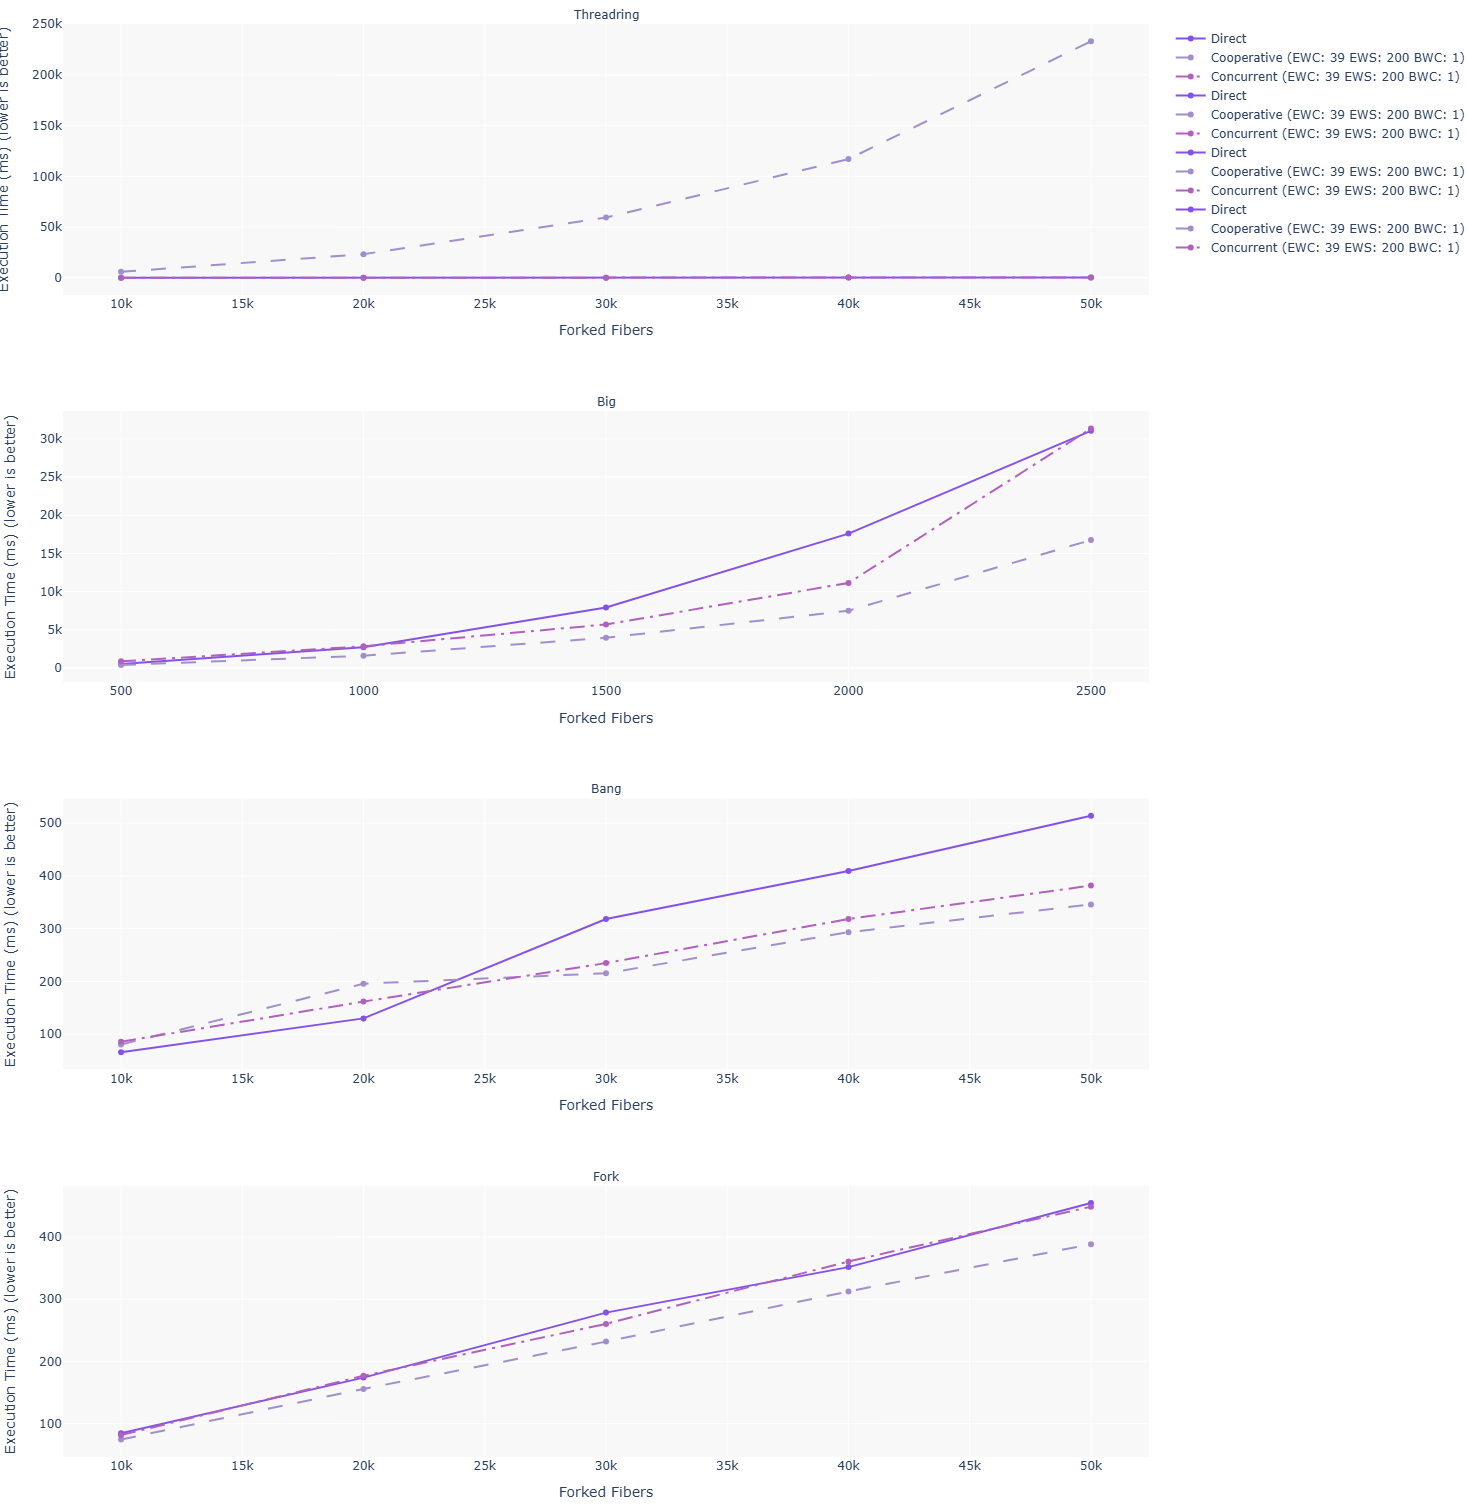 Threadring
Execution Time (ms) (lower is better)
250k
200k
150k
100k
50k
0
10k 15k 20k 25k 30k 35k 40k 45k 50k
Forked Fibers
Direct
Cooperative (EWC: 39 EWS: 200 BWC: 1)
Concurrent (EWC: 39 EWS: 200 BWC: 1)
Direct
Cooperative (EWC: 39 EWS: 200 BWC: 1)
Concurrent (EWC: 39 EWS: 200 BWC: 1)
Direct
Cooperative (EWC: 39 EWS: 200 BWC: 1)
Concurrent (EWC: 39 EWS: 200 BWC: 1)
Direct
Cooperative (EWC: 39 EWS: 200 BWC: 1)
Concurrent (EWC: 39 EWS: 200 BWC: 1)
Big
Execution Time (ms) (lower is better)
30k
25k
20k
15k
10k
5k
0
500 1000 1500 2000 2500
Forked Fibers
Bang
Execution Time (ms) (lower is better)
500
400
300
200
100
10k 15k 20k 25k 30k 35k 40k 45k 50k
Forked Fibers
Fork
Execution Time (ms) (lower is better)
400
300
200
100
10k 15k 20k 25k 30k 35k 40k 45k 50k
Forked Fibers